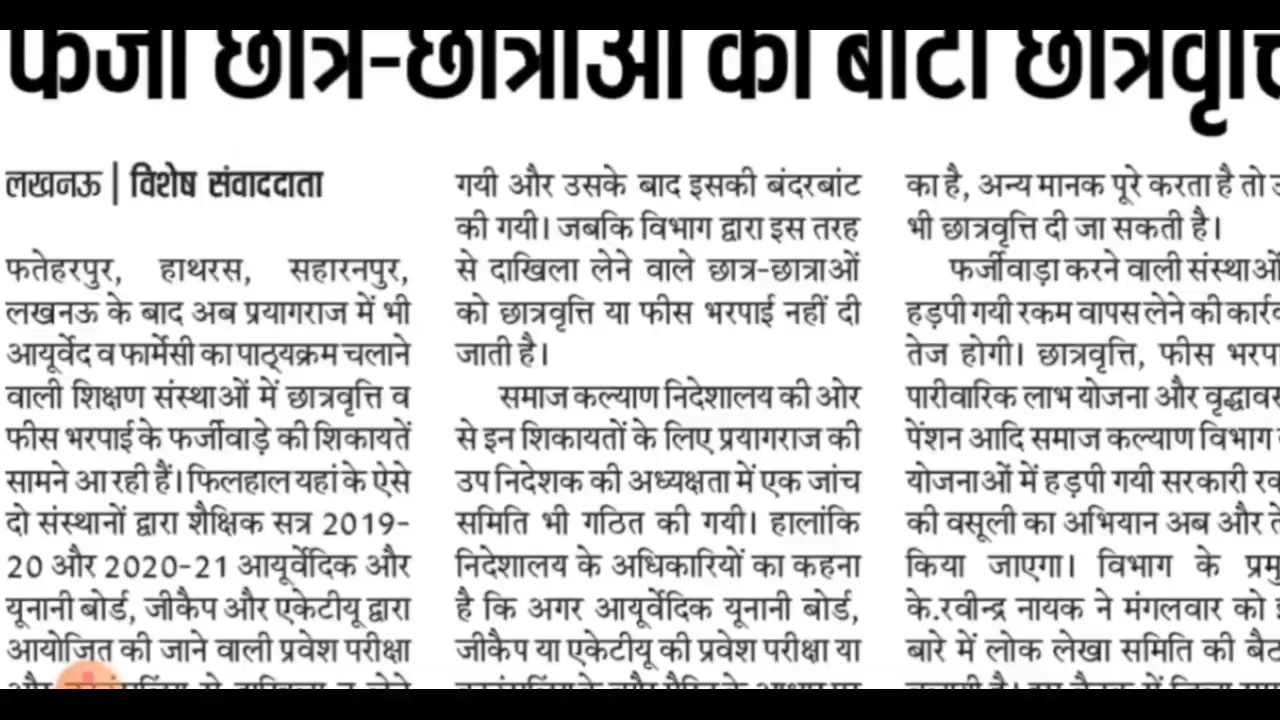 फर्जी छात्र-छात्राओं को बांटी
लखनऊ | विशेष संवाददाता
फतेहरपुर, हाथरस, सहारनपुर,
लखनऊ के बाद अब प्रयागराज में भी
आयूर्वेद व फार्मेसी का पाठ्यक्रम चलाने
वाली शिक्षण संस्थाओं में छात्रवृत्ति व
फीस भरपाई के फर्जीवाड़े की शिकायतें
सामने आ रही हैं। फिलहाल यहां के ऐसे
दो संस्थानों द्वारा शैक्षिक सत्र 2019-
20 और 2020-21 आयूर्वेदिक और
यूनानी बोर्ड, जीकैप और एकेटीयू द्वारा
आयोजित की जाने वाली प्रवेश परीक्षा
गयी और उसके बाद इसकी बंदरबांट
की गयी। जबकि विभाग द्वारा इस तरह
से दाखिला लेने वाले छात्र-छात्राओं
को छात्रवृत्ति या फीस भरपाई नहीं दी
जाती है।
समाज कल्याण निदेशालय की ओर
से इन शिकायतों के लिए प्रयागराज की
उप निदेशक की अध्यक्षता में एक जांच
समिति भी गठित की गयी। हालांकि
निदेशालय के अधिकारियों का कहना
है कि अगर आयूर्वेदिक यूनानी बोर्ड,
जीकैप या एकेटीयू की प्रवेश परीक्षा या
का है, अन्य मानक पूरे करता है तो
भी छात्रवृत्ति दी जा सकती है।
फर्जीवाड़ा करने वाली संस्थाओं
हड़पी गयी रकम वापस लेने की
तेज होगी। छात्रवृत्ति, फीस
पारीवारिक लाभ योजना और
पेंशन आदि समाज कल्याण विभाग
योजनाओं में हड़पी गयी सरकारी
की वसूली का अभियान अब और
किया जाएगा। विभाग के
के.रवीन्द्र नायक ने मंगलवार को
बारे में लोक लेखा समिति की